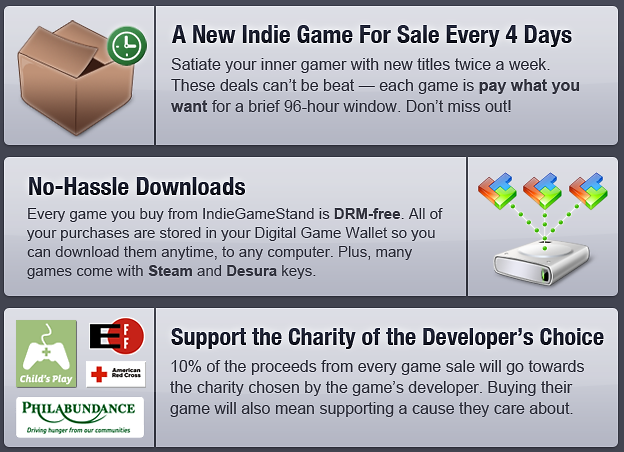 A New Indie Game For Sale Every 4 Days
Satiate your inner gamer with new titles twice a week.
These deals can't be beat — each game is pay what you
want for a brief 96-hour window. Don't miss out!
No-Hassle Downloads
Every game you buy from IndieGameStand is DRM-free. All of
your purchases are stored in your Digital Game Wallet so you
can download them anytime, to any computer. Plus, many
games come with Steam and Desura keys.
Child's Play
EFF
American
Red Cross
PHILABUNDANCE
Driving hunger from our communities
Support the Charity of the Developer's Choice
10% of the proceeds from every game sale will go towards
the charity chosen by the game's developer. Buying their
game will also mean supporting a cause they care about.